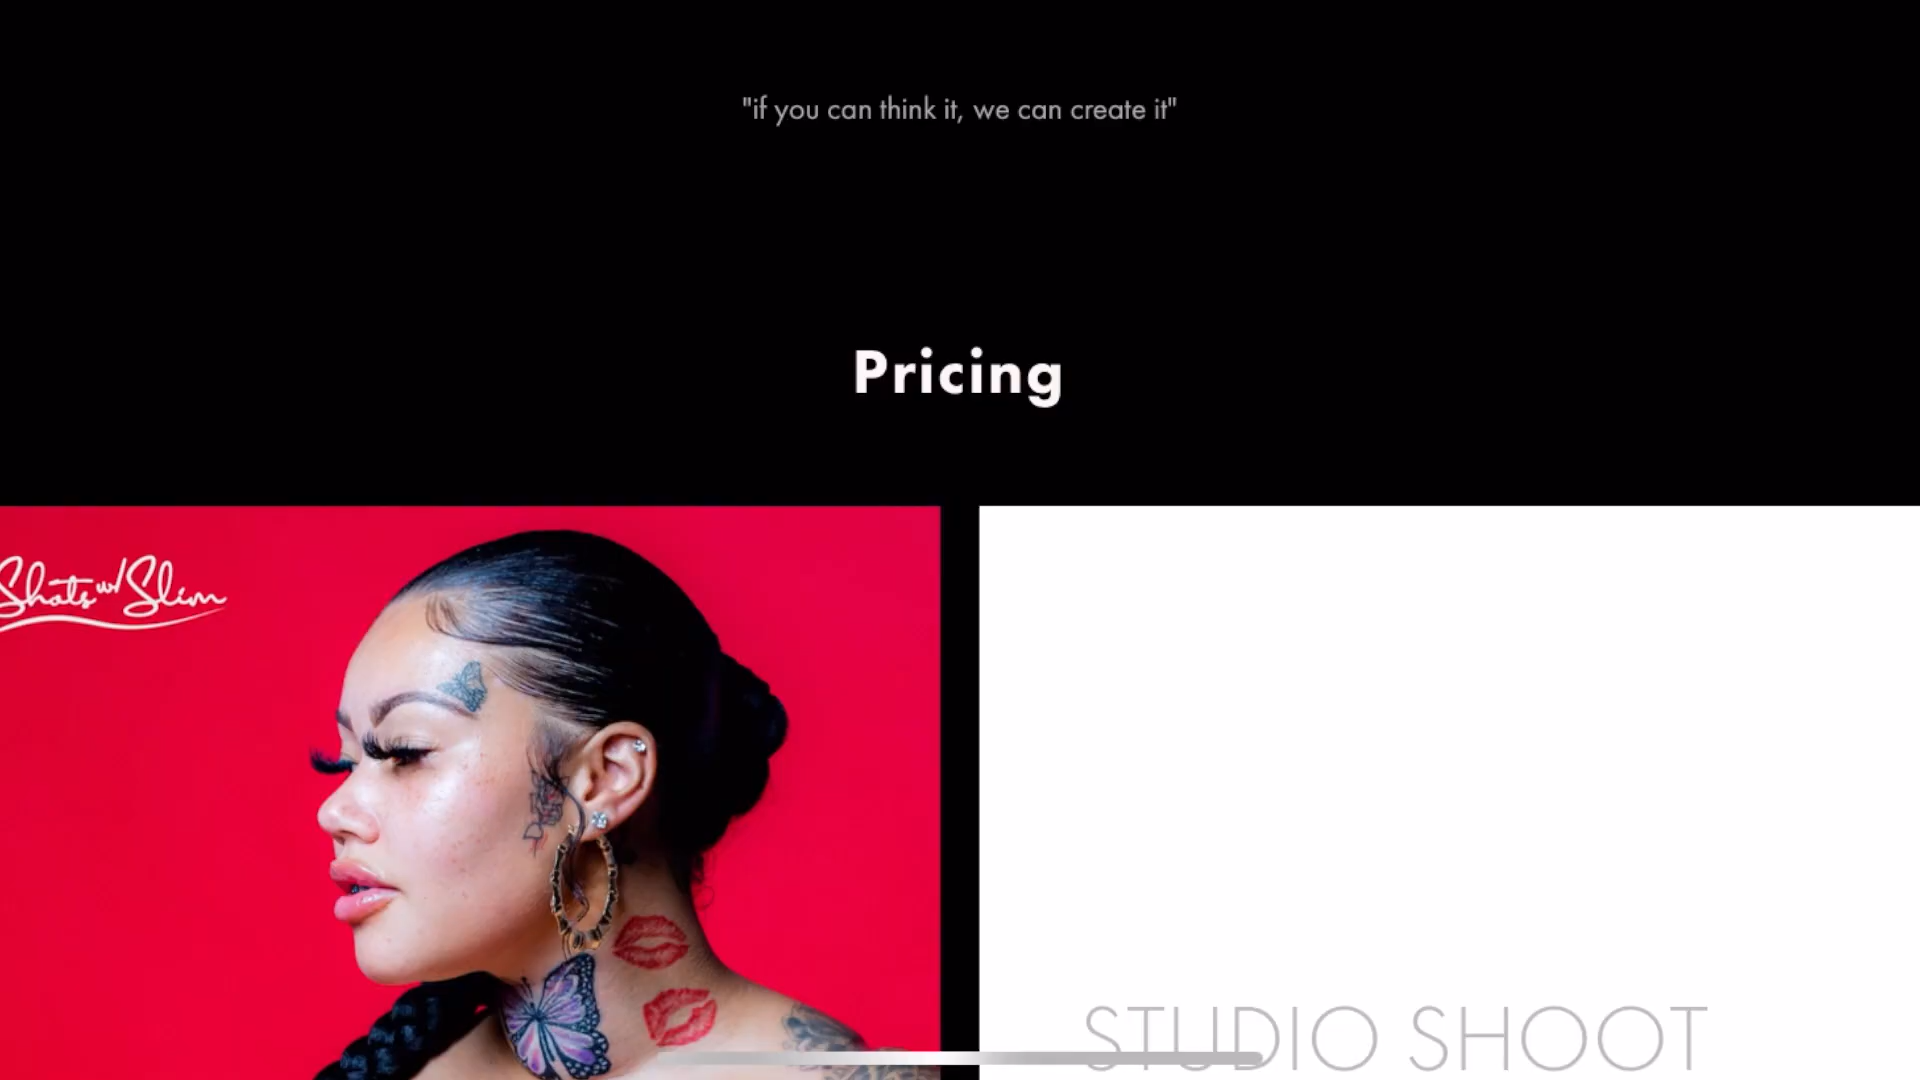 "if you can think it, we can create it"
Pricing
Shots w/ Slim
STUDIO SHOOT